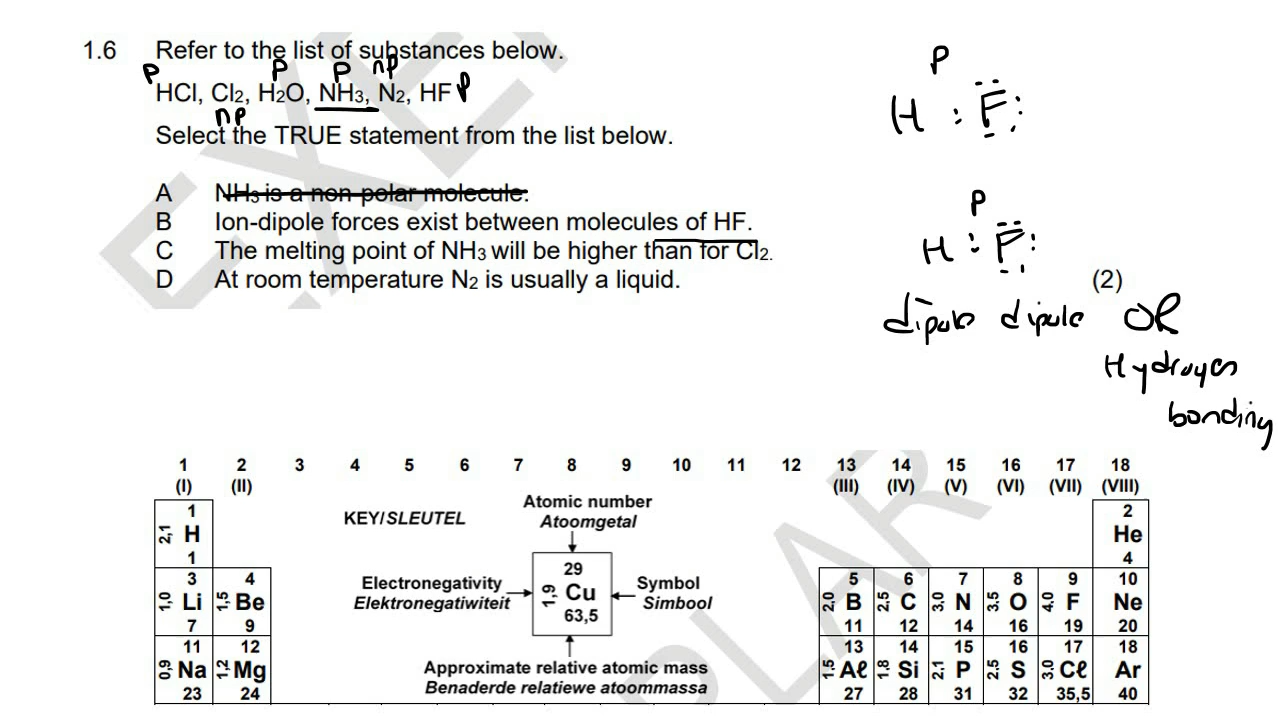 1.6 Refer to the list of substances below.
p p p np
HCl, Cl2, H2O, NH3, N2, HF p
np
Select the TRUE statement from the list below.
A NH3 is a non-polar molecule.
B Ion-dipole forces exist between molecules of HF.
C The melting point of NH3 will be higher than for Cl2.
D At room temperature N2 is usually a liquid.
(2)
p
H : F :
p
H : F :
dipole dipole OR
Hydrogen
bonding
1 2 3 4 5 6 7 8 9 10 11 12 13 14 15 16 17 18
(I) (II) (III) (IV) (V) (VI) (VII) (VIII)
KEY/SLEUTEL
Atomic number
Atoomgetal
Electronegativity
Elektronegatiwiteit
29
1,9 Cu
63,5
Symbol
Simbool
Approximate relative atomic mass
Benaderde relatiewe atoommassa
1 2
2,1 H He
1 4
3 4 5 6 7 8 9 10
1,0 Li 1,5 Be 2,0 B 2,5 C 3,0 N 3,5 O 4,0 F Ne
7 9 11 12 14 16 19 20
11 12 13 14 15 16 17 18
0,9 Na 1,2 Mg 1,5 Aℓ 1,8 Si 2,1 P 2,5 S 3,0 Cℓ Ar
23 24 27 28 31 32 35,5 40